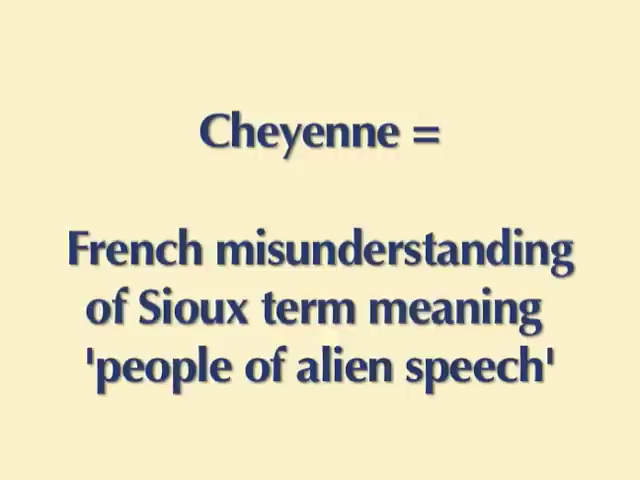 Cheyenne =
French misunderstanding
of Sioux term meaning
'people of alien speech'